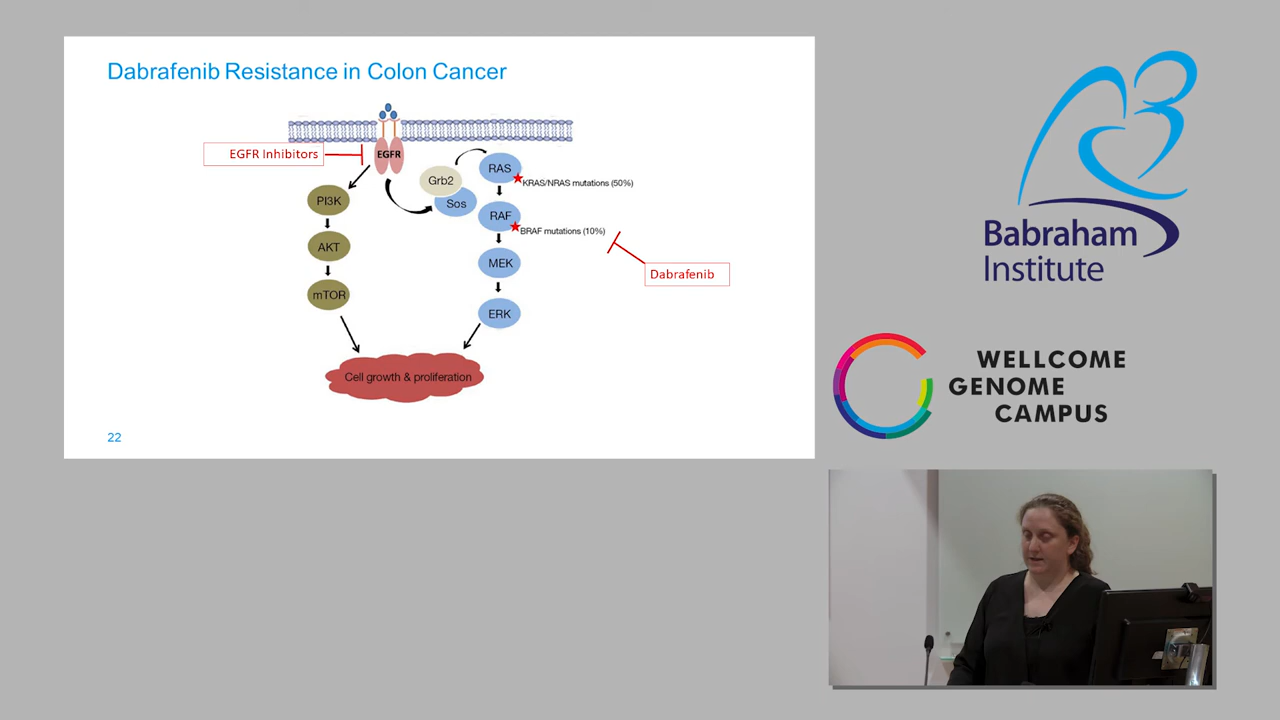 Dabrafenib Resistance in Colon Cancer
EGFR Inhibitors
EGFR
Grb2
Sos
RAS
KRAS/NRAS mutations (50%)
PI3K
RAF
BRAF mutations (10%)
AKT
MEK
Dabrafenib
mTOR
ERK
Cell growth & proliferation
22
Babraham
Institute
WELLCOME
GENOME
CAMPUS